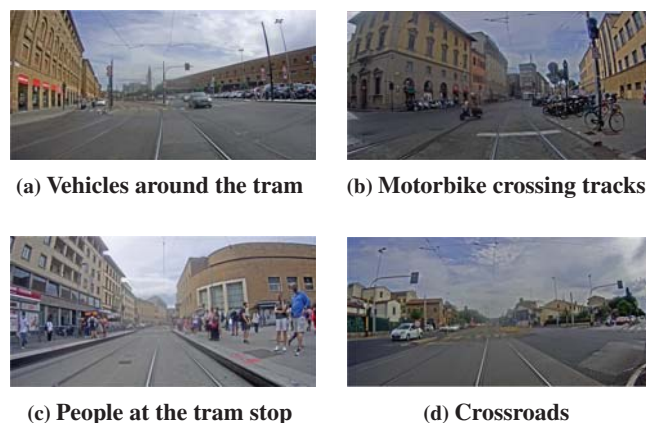 (a) Vehicles around the tram
(b) Motorbike crossing tracks
(c) People at the tram stop
(d) Crossroads